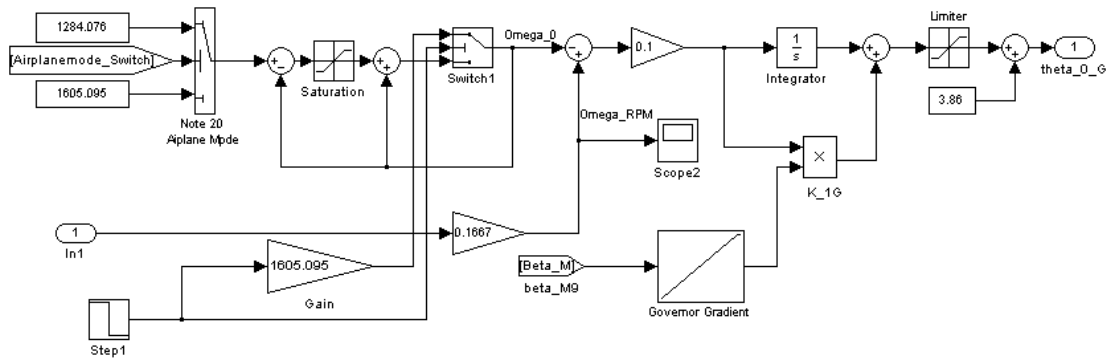 1284.076
[Airplanemode_Switch]
1605.095
Note 20
Aiplane Mode
Saturation
Switch1
Omega_0
0.1
1
s
Integrator
Limiter
1
theta_0_G
3.86
Omega_RPM
Scope2
×
K_1G
1
In1
0.1667
1605.095
Gain
[Beta_M]
beta_M9
Governor Gradient
Step1